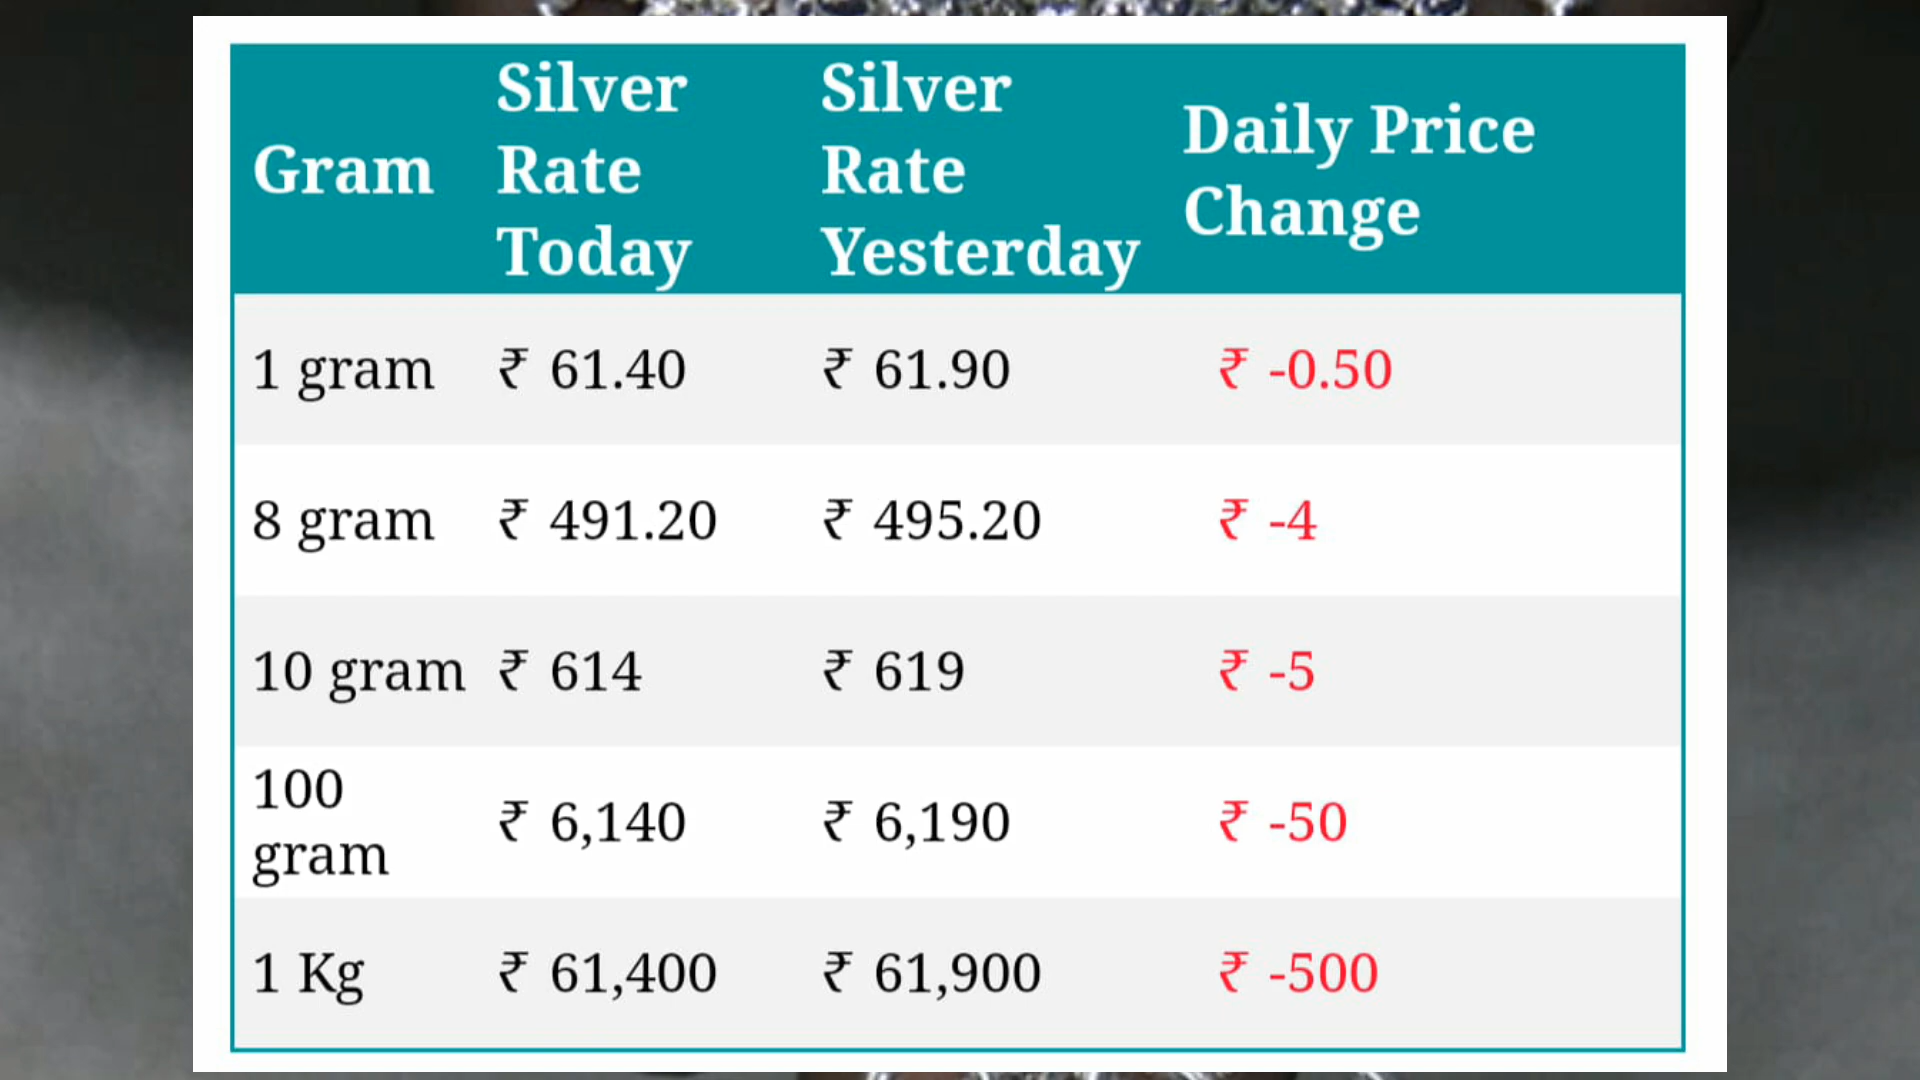 Gram
Silver
Rate
Today
Silver
Rate
Yesterday
Daily Price
Change
1 gram ₹ 61.40 ₹ 61.90 ₹ -0.50
8 gram ₹ 491.20 ₹ 495.20 ₹ -4
10 gram ₹ 614 ₹ 619 ₹ -5
100
gram ₹ 6,140 ₹ 6,190 ₹ -50
1 Kg ₹ 61,400 ₹ 61,900 ₹ -500